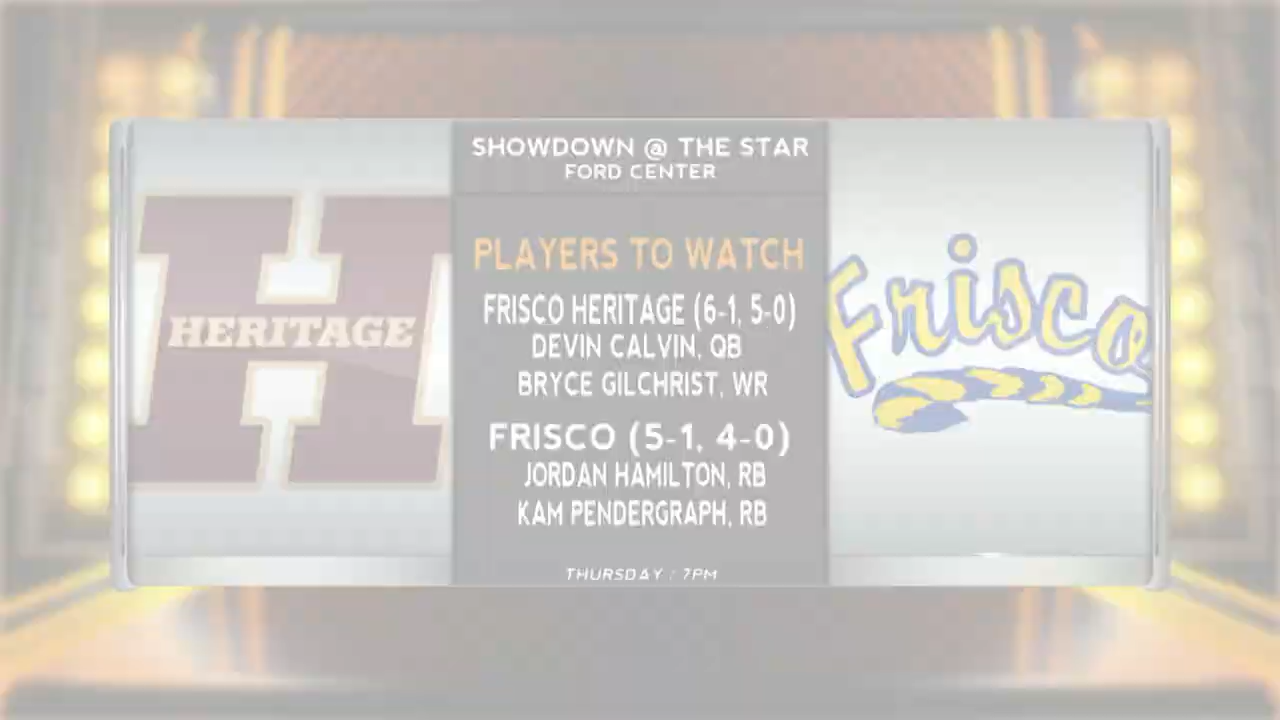 SHOWDOWN @ THE STAR
FORD CENTER
PLAYERS TO WATCH
FRISCO HERITAGE (6-1, 5-0)
DEVIN CALVIN, QB
BRYCE GILCHRIST, WR
FRISCO (5-1, 4-0)
JORDAN HAMILTON, RB
KAM PENDERGRAPH, RB
THURSDAY / 7PM
HERITAGE
Frisco